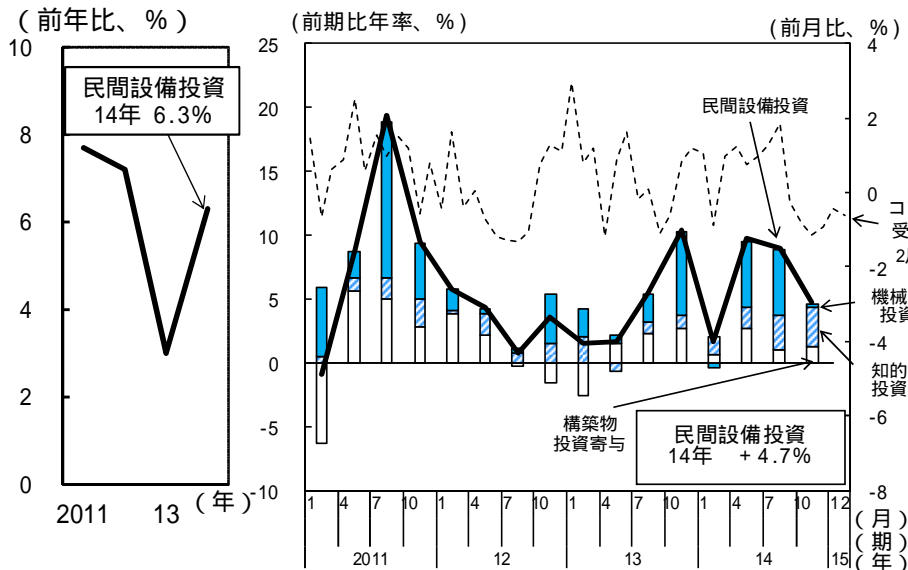 (前年比、%)
10
8
6
4
2
0
民間設備投資
14年 6.3%
2011
13
(年)
(前期比年率、%)
25
20
15
10
5
0
-5
-10
(前月比、%)
4
2
0
-2
-4
-6
-8
民間設備投資
コ
受
2
機械
投資
知的
投資
構築物
投資寄与
民間設備投資
14年 +4.7%
1 4 7 10 1 4 7 10 1 4 7 10 1 4 7 10 1 2
(月)
(期)
2011 12 13 14 15
(年)